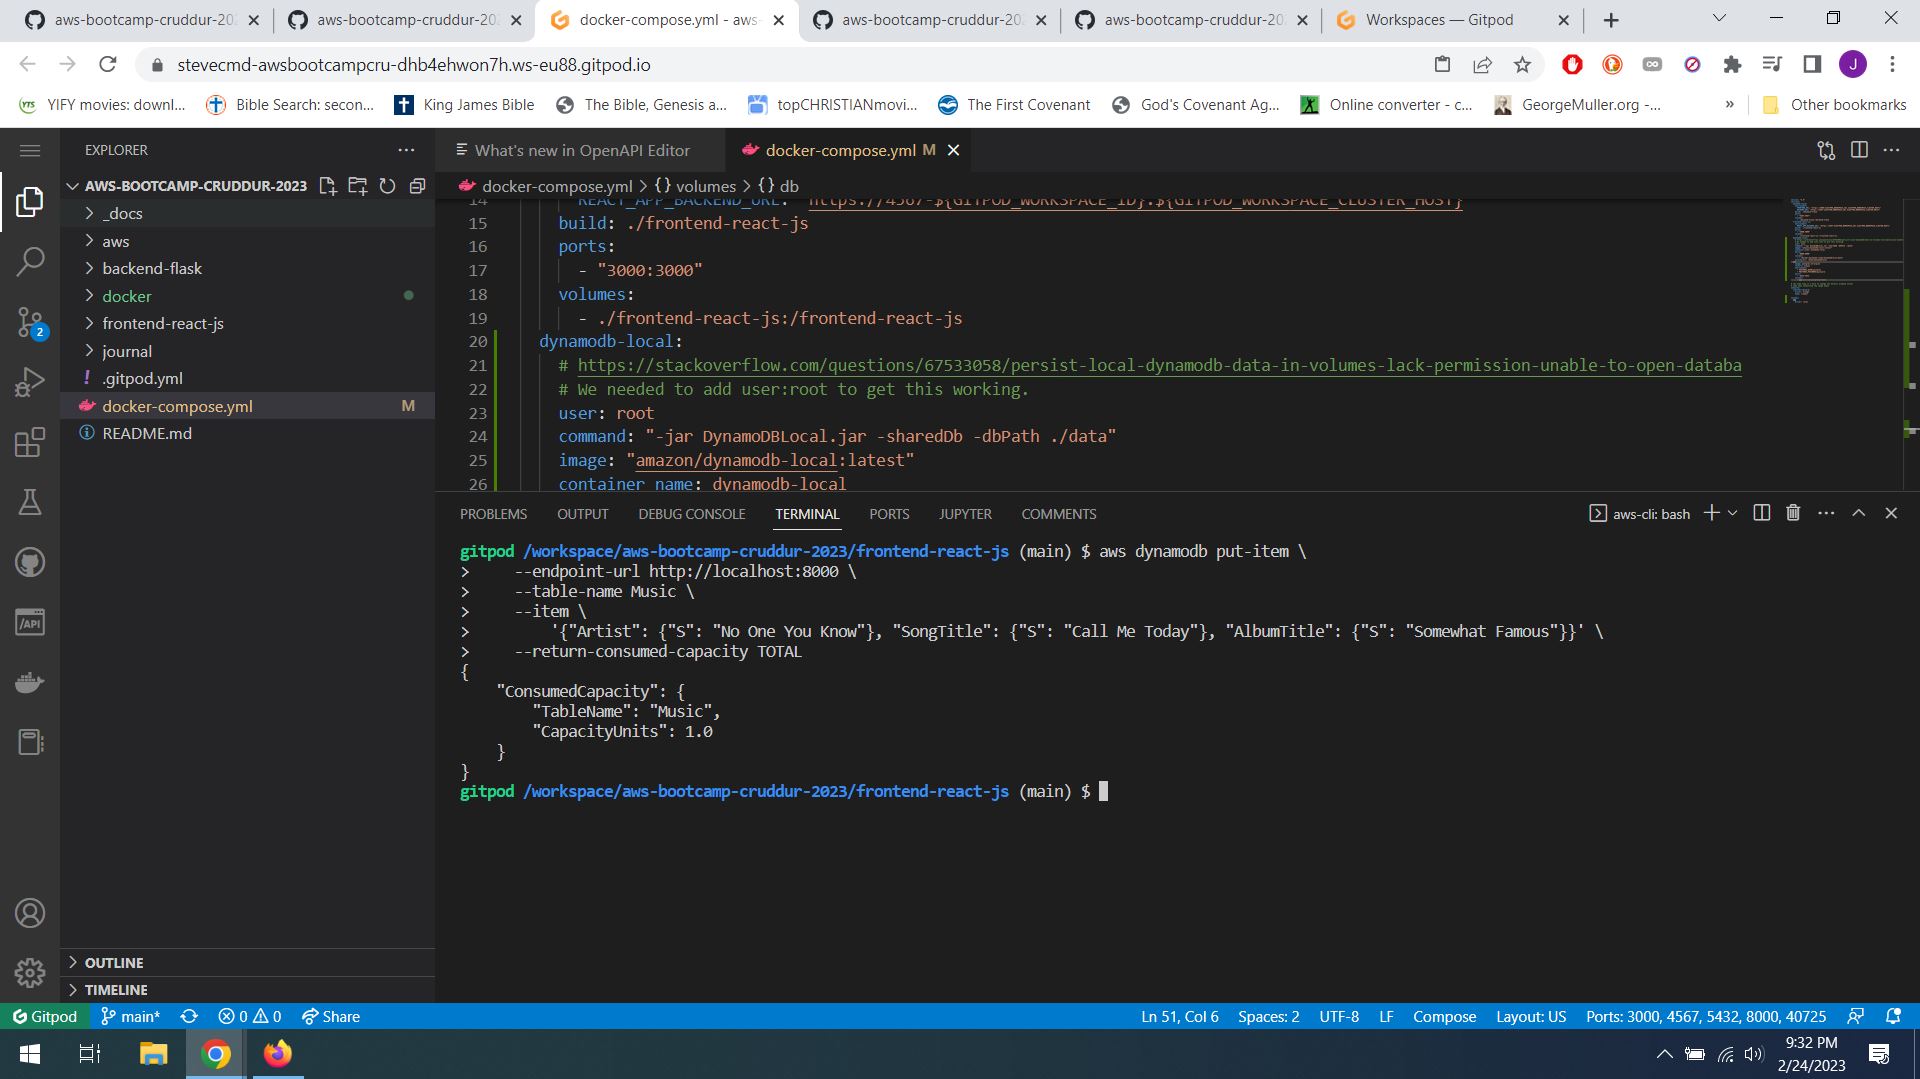 aws-bootcamp-cruddur-202
aws-bootcamp-cruddur-202
docker-compose.yml - aws-
aws-bootcamp-cruddur-202
aws-bootcamp-cruddur-202
Workspaces — Gitpod
stevecmd-awsbootcampcru-dhb4ehwon7h.ws-eu88.gitpod.io
J
YIFY movies: downl...
Bible Search: secon...
King James Bible
The Bible, Genesis a...
topCHRISTIANmovi...
The First Covenant
God's Covenant Ag...
Online converter - c...
GeorgeMuller.org -...
»
Other bookmarks
EXPLORER
AWS-BOOTCAMP-CRUDDUR-2023
_docs
aws
backend-flask
docker
frontend-react-js
journal
! .gitpod.yml
docker-compose.yml M
README.md
OUTLINE
TIMELINE
2
/API
What's new in OpenAPI Editor
docker-compose.yml M
docker-compose.yml > {} volumes > {} db
14 REACT_APP_BACKEND_URL: "https://4567-${GITPOD_WORKSPACE_ID}.${GITPOD_WORKSPACE_CLUSTER_HOST}
15 build: ./frontend-react-js
16 ports:
17 - "3000:3000"
18 volumes:
19 - ./frontend-react-js:/frontend-react-js
20 dynamodb-local:
21 # https://stackoverflow.com/questions/67533058/persist-local-dynamodb-data-in-volumes-lack-permission-unable-to-open-databa
22 # We needed to add user:root to get this working.
23 user: root
24 command: "-jar DynamoDBLocal.jar -sharedDb -dbPath ./data"
25 image: "amazon/dynamodb-local:latest"
26 container_name: dynamodb-local
PROBLEMS OUTPUT DEBUG CONSOLE TERMINAL PORTS JUPYTER COMMENTS
aws-cli: bash
gitpod /workspace/aws-bootcamp-cruddur-2023/frontend-react-js (main) $ aws dynamodb put-item \
> --endpoint-url http://localhost:8000 \
> --table-name Music \
> --item \
> '{"Artist": {"S": "No One You Know"}, "SongTitle": {"S": "Call Me Today"}, "AlbumTitle": {"S": "Somewhat Famous"}}' \
> --return-consumed-capacity TOTAL
{
"ConsumedCapacity": {
"TableName": "Music",
"CapacityUnits": 1.0
}
}
gitpod /workspace/aws-bootcamp-cruddur-2023/frontend-react-js (main) $
Gitpod main* 0 0 Share
Ln 51, Col 6 Spaces: 2 UTF-8 LF Compose Layout: US Ports: 3000, 4567, 5432, 8000, 40725
9:32 PM
2/24/2023